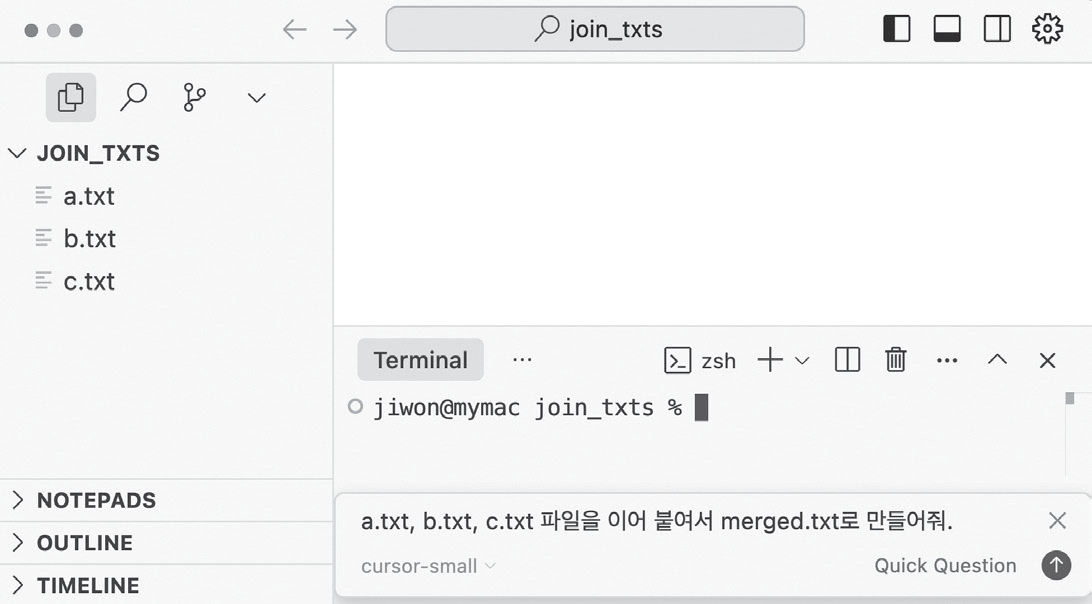 join_txts
JOIN_TXTS
a.txt
b.txt
c.txt
NOTEPADS
OUTLINE
TIMELINE
Terminal
zsh
jiwon@mymac join_txts %
a.txt, b.txt, c.txt 파일을 이어 붙여서 merged.txt로 만들어줘.
cursor-small
Quick Question